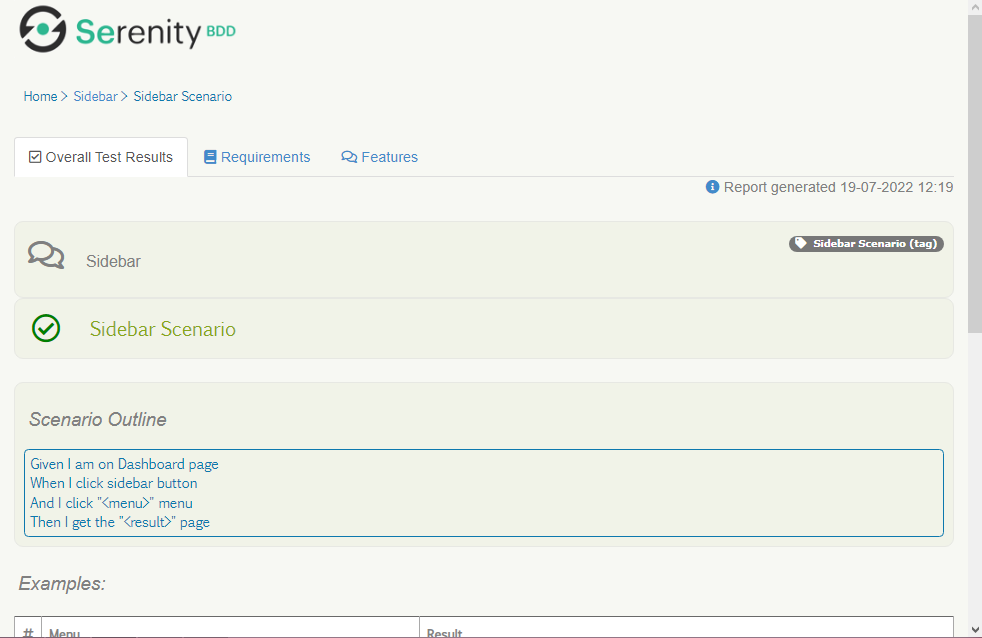 Serenity BDD
Home > Sidebar > Sidebar Scenario
Overall Test Results Requirements Features
Report generated 19-07-2022 12:19
Sidebar Scenario (tag)
Sidebar
Sidebar Scenario
Scenario Outline
Given I am on Dashboard page
When I click sidebar button
And I click "<menu>" menu
Then I get the "<result>" page
Examples:
# Menu Result